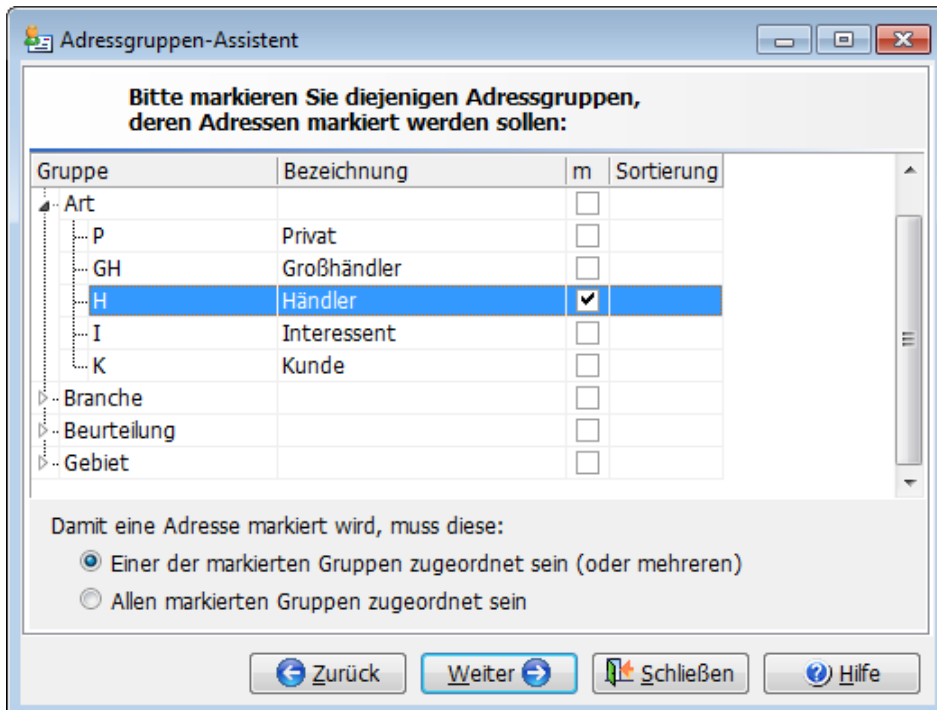 Adressgruppen-Assistent
Bitte markieren Sie diejenigen Adressgruppen,
deren Adressen markiert werden sollen:
Gruppe Bezeichnung m Sortierung
Art
P Privat
GH Großhändler
H Händler
I Interessent
K Kunde
Branche
Beurteilung
Gebiet
Damit eine Adresse markiert wird, muss diese:
Einer der markierten Gruppen zugeordnet sein (oder mehreren)
Allen markierten Gruppen zugeordnet sein
Zurück Weiter Schließen Hilfe